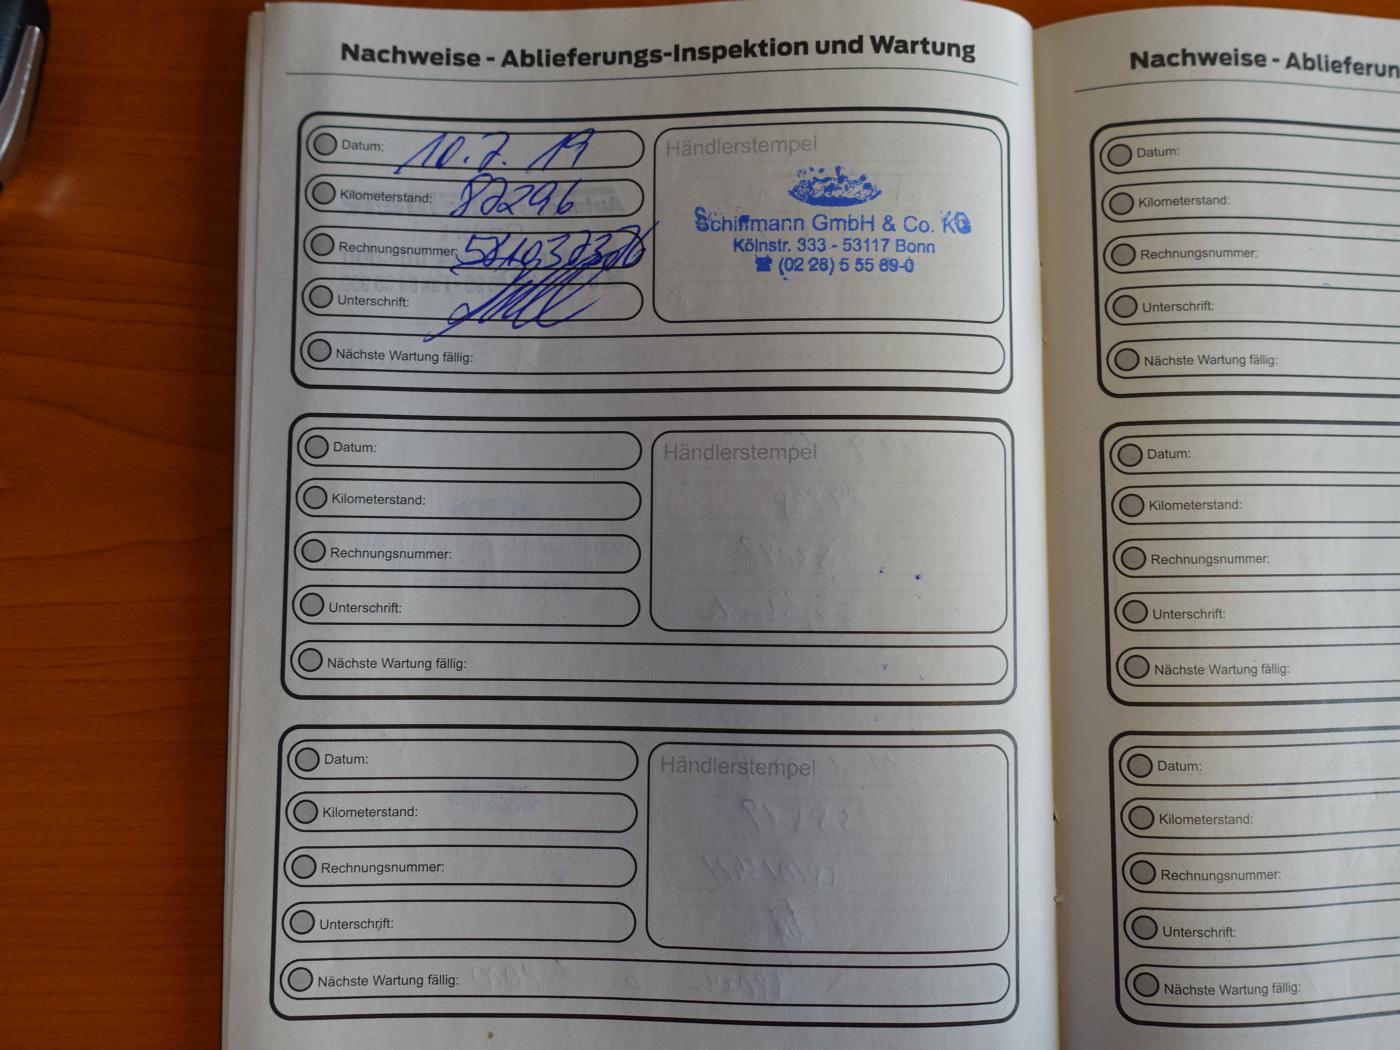 Nachweise - Ablieferungs-Inspektion und Wartung
Datum: 10.7.19
Kilometerstand: 82296
Rechnungsnummer:
Unterschrift:
Nächste Wartung fällig:
Händlerstempel
Schiffmann GmbH & Co. KG
Kölnstr. 333 - 53117 Bonn
☎ (02 28) 5 55 89-0
Datum:
Kilometerstand:
Rechnungsnummer:
Unterschrift:
Nächste Wartung fällig:
Händlerstempel
Datum:
Kilometerstand:
Rechnungsnummer:
Unterschrift:
Nächste Wartung fällig:
Händlerstempel
Nachweise - Ablieferun
Datum:
Kilometerstand:
Rechnungsnummer:
Unterschrift:
Nächste Wartung fällig:
Datum:
Kilometerstand:
Rechnungsnummer:
Unterschrift:
Nächste Wartung fällig:
Datum:
Kilometerstand:
Rechnungsnummer:
Unterschrift:
Nächste Wartung fällig: